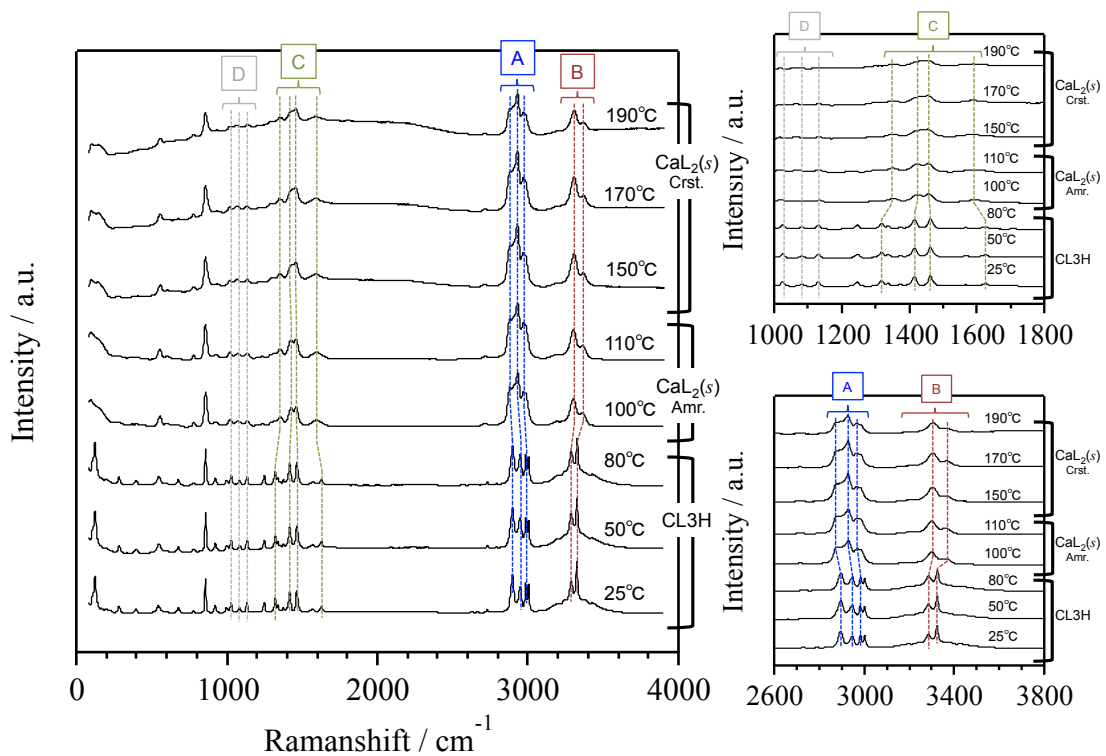 D
C
A
B
190℃
170℃
150℃
110℃
100℃
80℃
50℃
25℃
CaL₂(s)
Crst.
CaL₂(s)
Amr.
CL3H
Intensity / a.u.
0
1000
2000
3000
4000
Ramanshift / cm⁻¹
D
C
190℃
170℃
150℃
110℃
100℃
80℃
50℃
25℃
CaL₂(s)
Crst.
CaL₂(s)
Amr.
CL3H
Intensity / a.u.
1000 1200 1400 1600 1800
A
B
190℃
170℃
150℃
110℃
100℃
80℃
50℃
25℃
CaL₂(s)
Crst.
CaL₂(s)
Amr.
CL3H
Intensity / a.u.
2600 3000 3400 3800